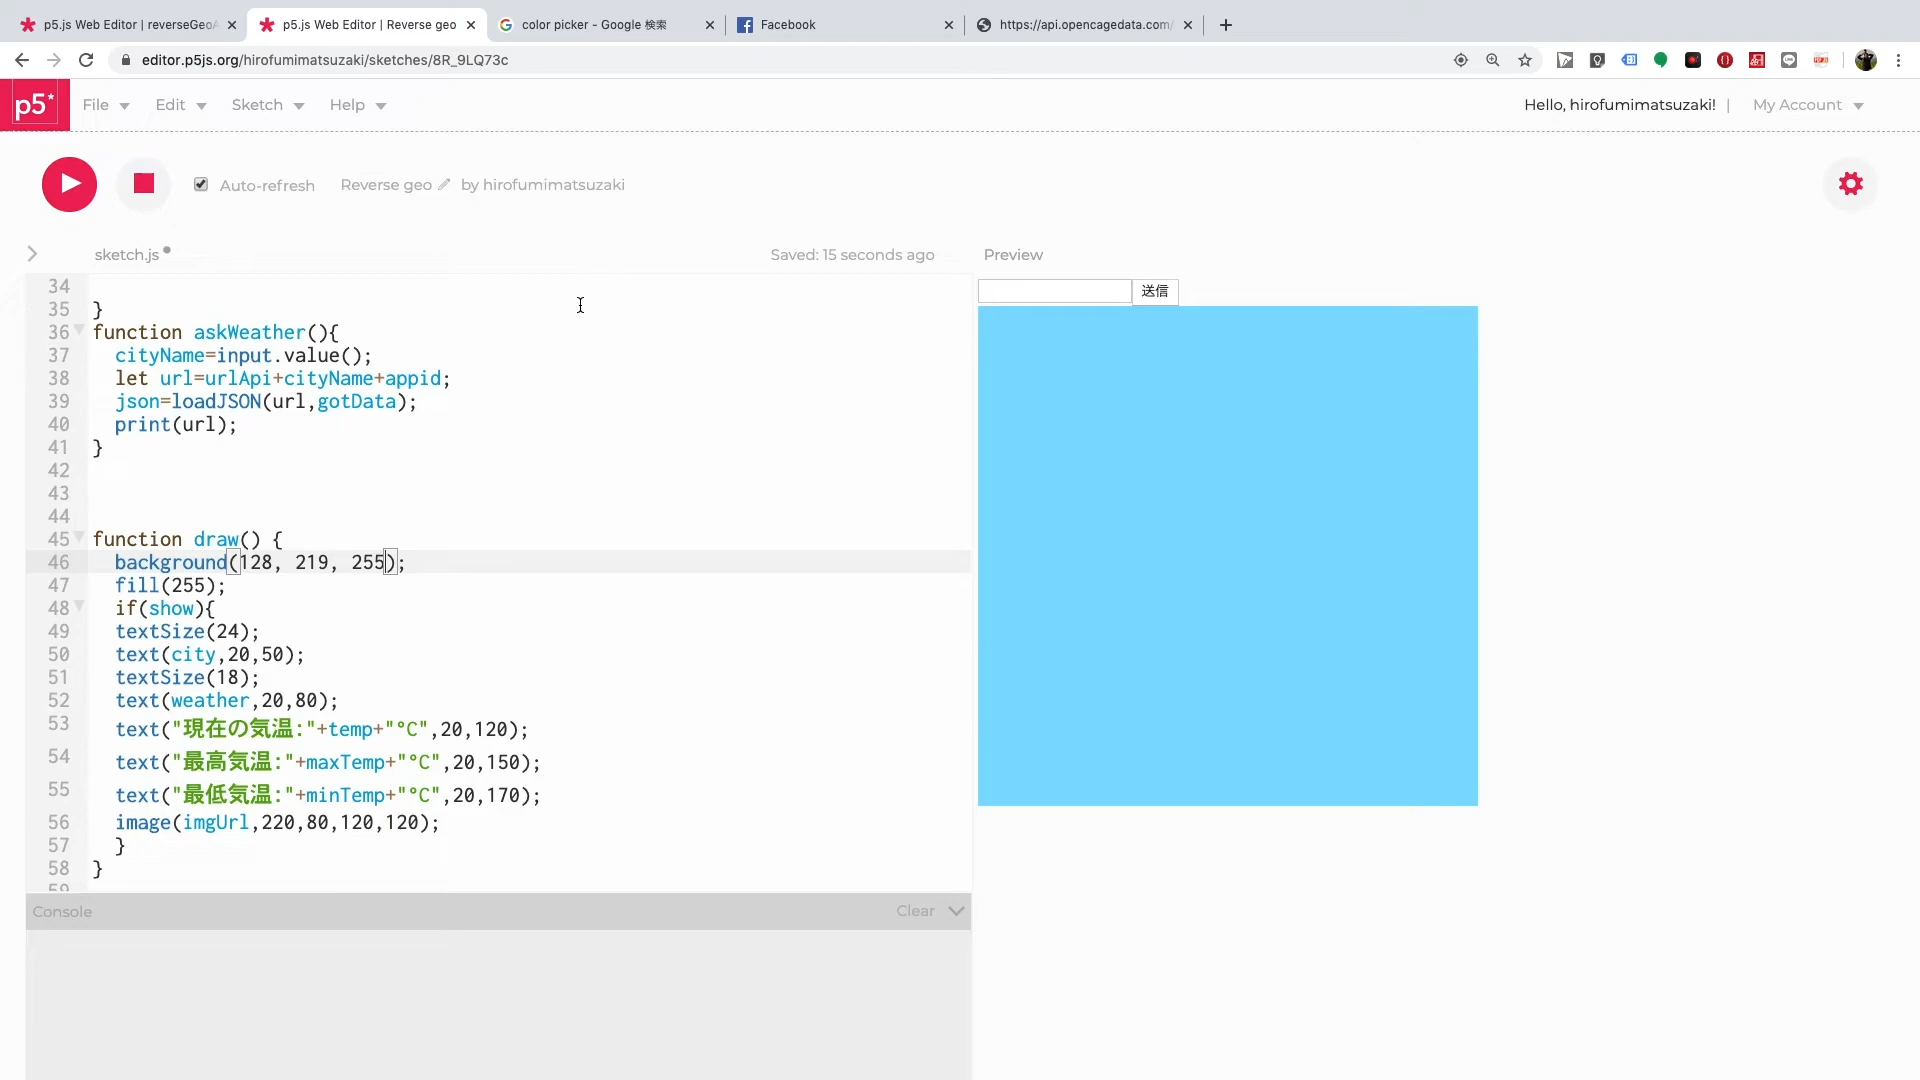 p5.js Web Editor | reverseGeoA
p5.js Web Editor | Reverse geo
color picker - Google 検索
Facebook
https://api.opencagedata.com/
editor.p5js.org/hirofumimatsuzaki/sketches/8R_9LQ73c
p5*
File
Edit
Sketch
Help
Hello, hirofumimatsuzaki! |
My Account
Auto-refresh
Reverse geo
by hirofumimatsuzaki
sketch.js
Saved: 15 seconds ago
Preview
送信
34
35 }
36 function askWeather(){
37 cityName=input.value();
38 let url=urlApi+cityName+appid;
39 json=loadJSON(url,gotData);
40 print(url);
41 }
42
43
44
45 function draw() {
46 background(128, 219, 255);
47 fill(255);
48 if(show){
49 textSize(24);
50 text(city,20,50);
51 textSize(18);
52 text(weather,20,80);
53 text("現在の気温:"+temp+"°C",20,120);
54 text("最高気温:"+maxTemp+"°C",20,150);
55 text("最低気温:"+minTemp+"°C",20,170);
56 image(imgUrl,220,80,120,120);
57 }
58 }
59
Console
Clear